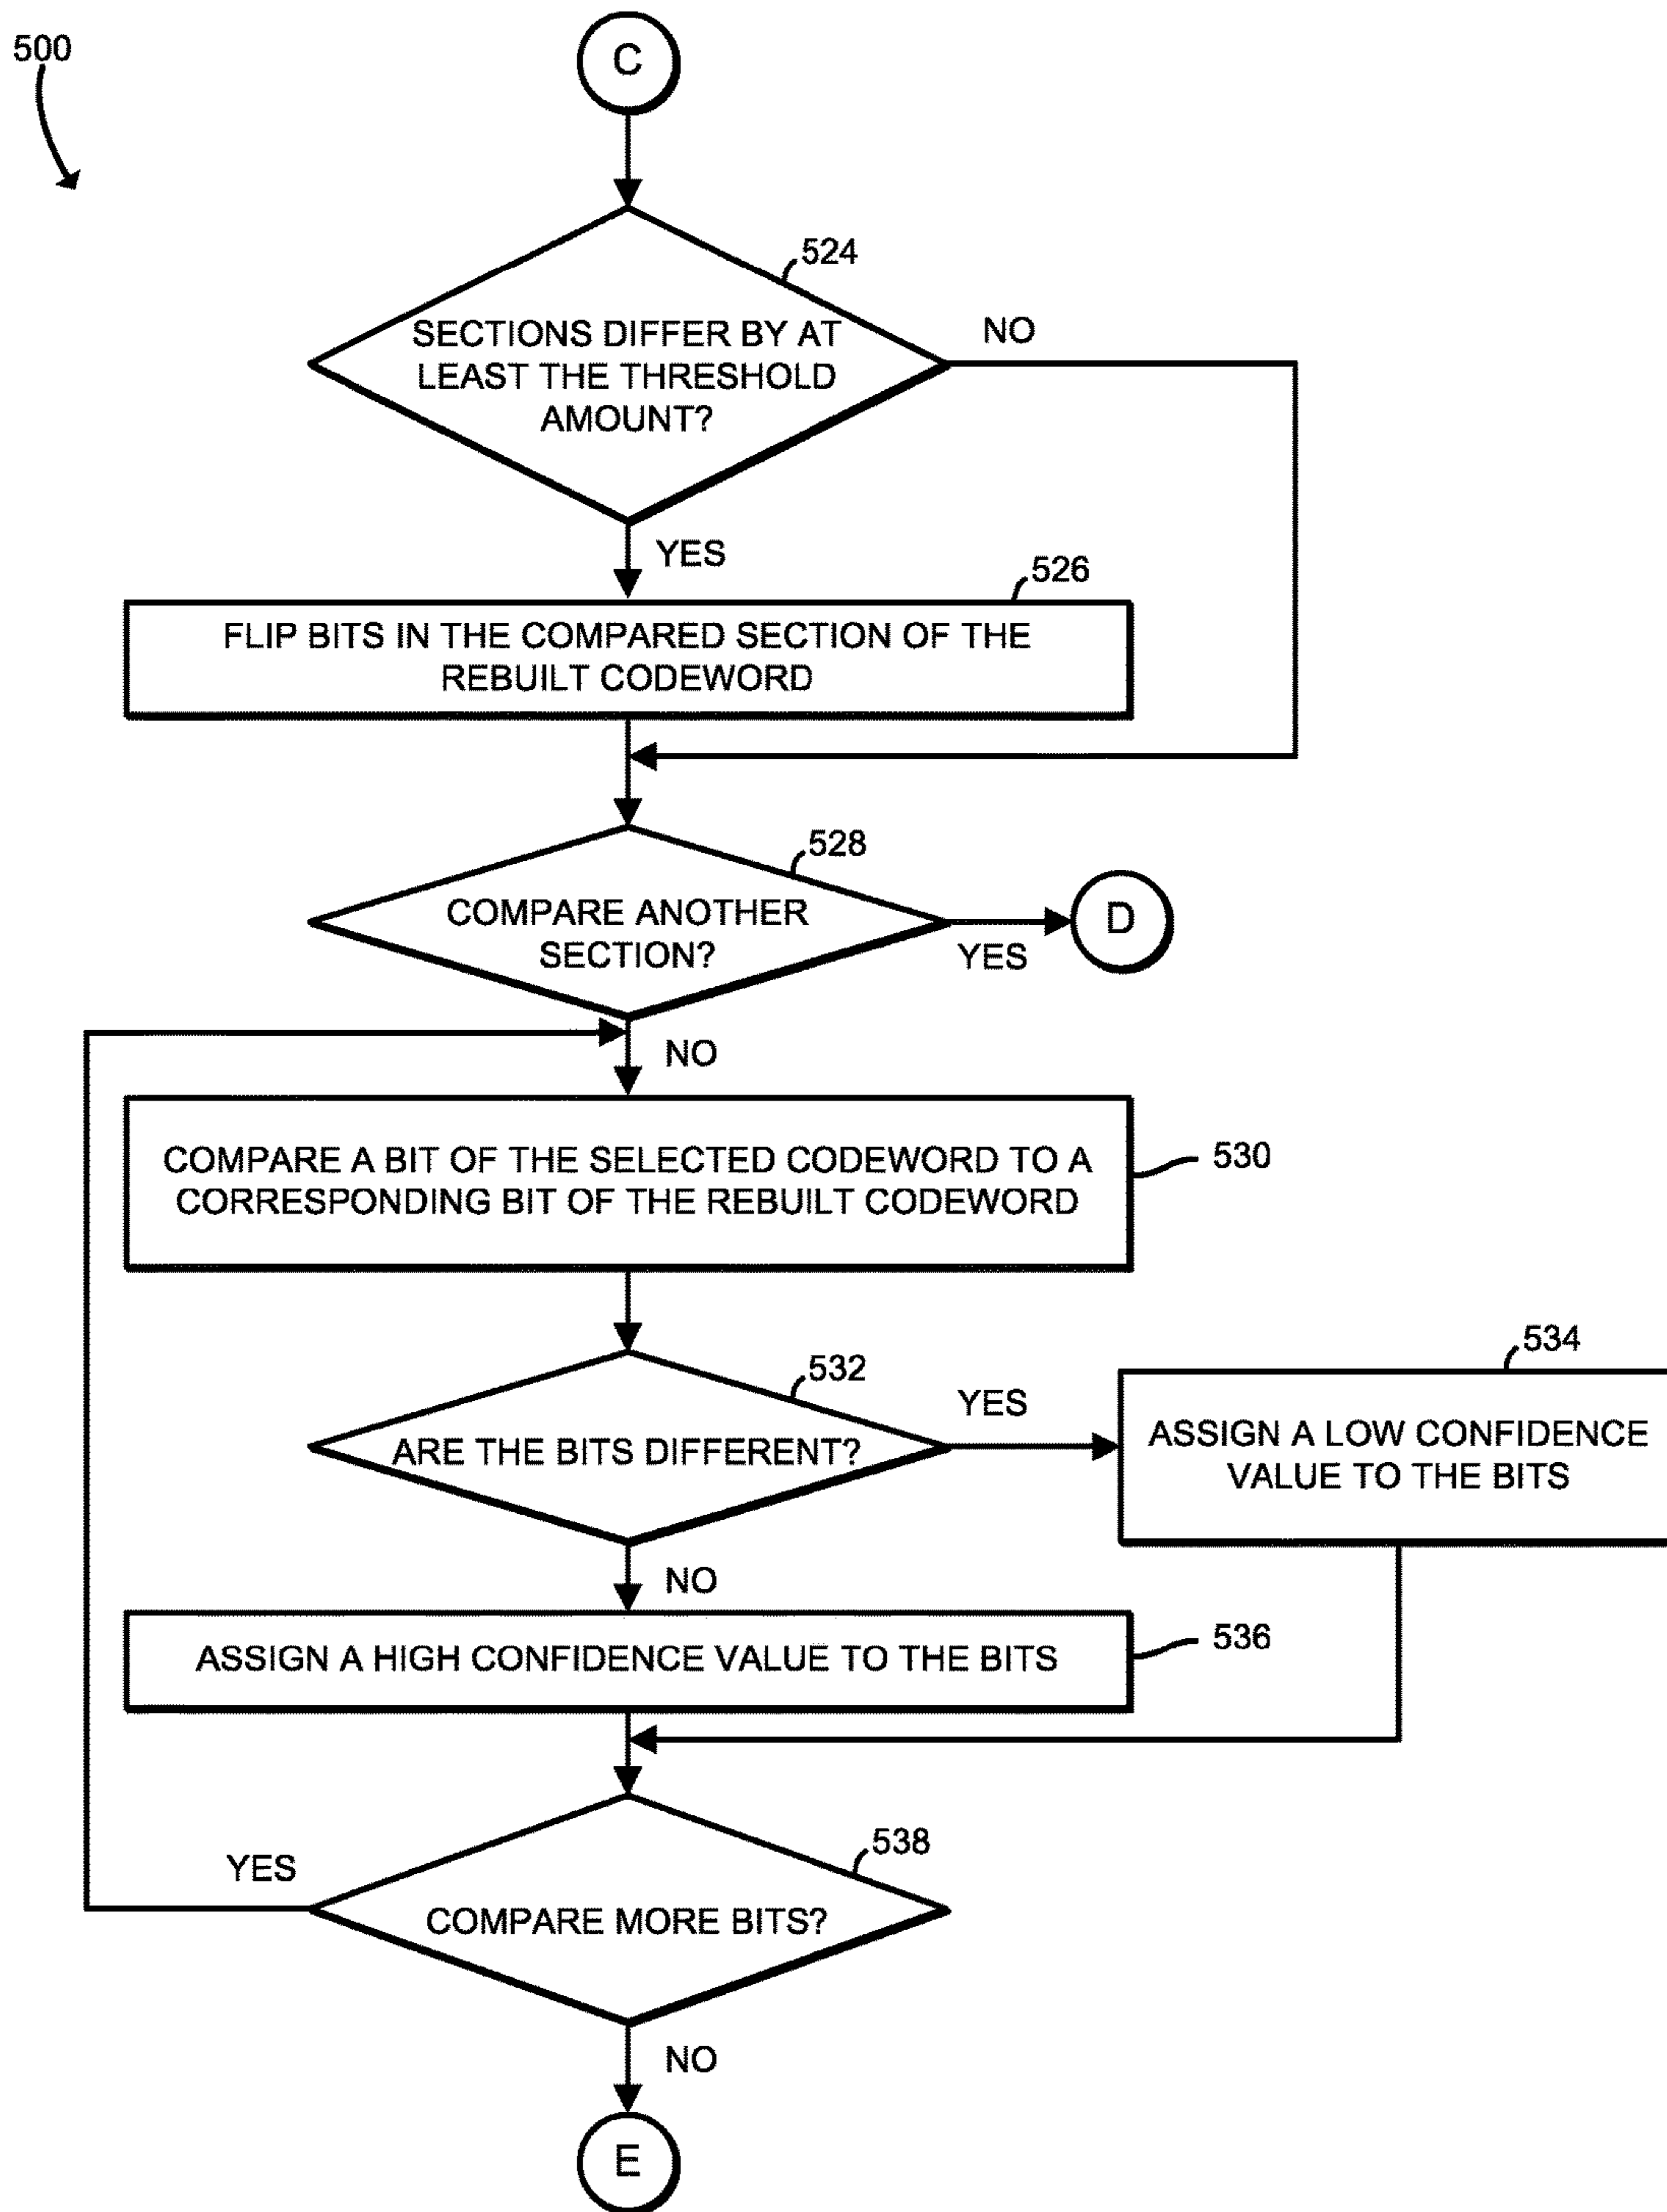 500
C
524
SECTIONS DIFFER BY AT
LEAST THE THRESHOLD
AMOUNT?
NO
YES
526
FLIP BITS IN THE COMPARED SECTION OF THE
REBUILT CODEWORD
528
COMPARE ANOTHER
SECTION?
YES
D
NO
COMPARE A BIT OF THE SELECTED CODEWORD TO A
CORRESPONDING BIT OF THE REBUILT CODEWORD
530
532
ARE THE BITS DIFFERENT?
YES
534
ASSIGN A LOW CONFIDENCE
VALUE TO THE BITS
NO
ASSIGN A HIGH CONFIDENCE VALUE TO THE BITS
536
538
COMPARE MORE BITS?
YES
NO
E